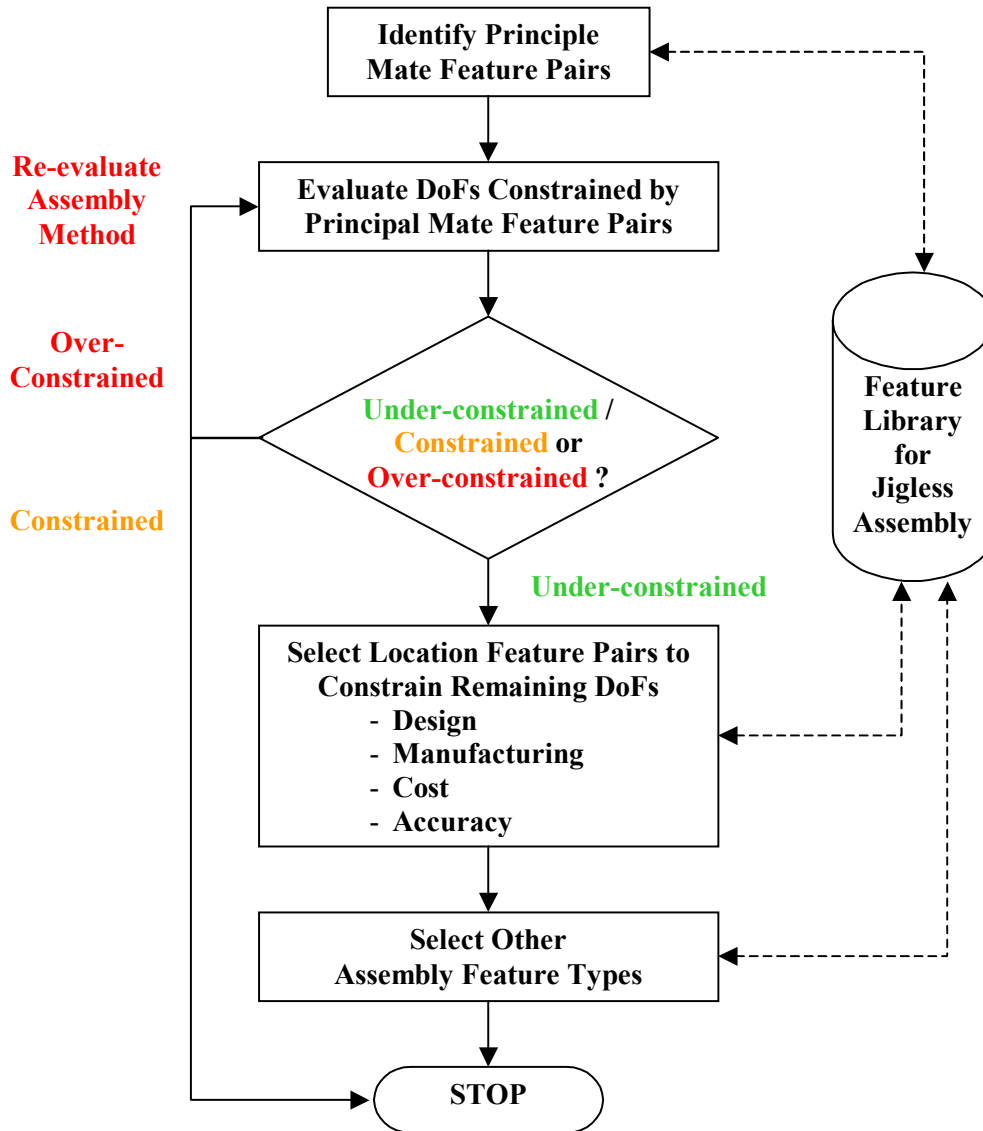 Identify Principle
Mate Feature Pairs
Re-evaluate
Assembly
Method
Evaluate DoFs Constrained by
Principal Mate Feature Pairs
Over-
Constrained
Under-constrained /
Constrained or
Over-constrained ?
Constrained
Feature
Library
for
Jigless
Assembly
Under-constrained
Select Location Feature Pairs to
Constrain Remaining DoFs
- Design
- Manufacturing
- Cost
- Accuracy
Select Other
Assembly Feature Types
STOP